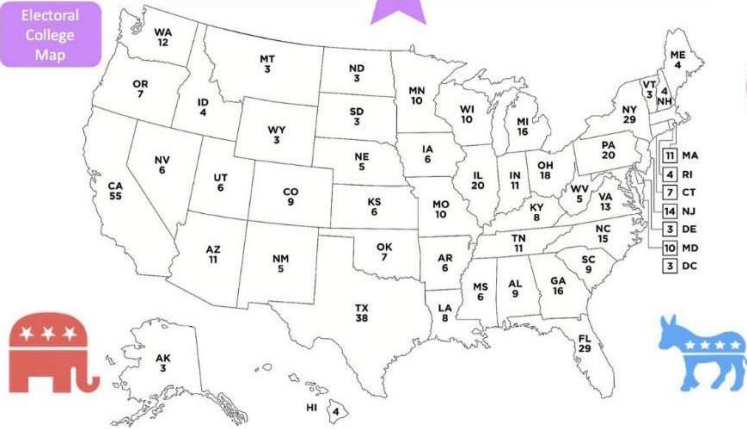 Electoral
College
Map
WA
12
OR
7
CA
55
NV
6
ID
4
MT
3
WY
3
UT
6
AZ
11
CO
9
NM
5
ND
3
SD
3
NE
5
KS
6
OK
7
TX
38
MN
10
IA
6
MO
10
AR
6
LA
8
WI
10
IL
20
MI
16
IN
11
OH
18
KY
8
TN
11
MS
6
AL
9
GA
16
FL
29
SC
9
NC
15
VA
13
WV
5
PA
20
NY
29
VT
3
4
NH
ME
4
11 MA
4 RI
7 CT
14 NJ
3 DE
10 MD
3 DC
AK
3
HI 4